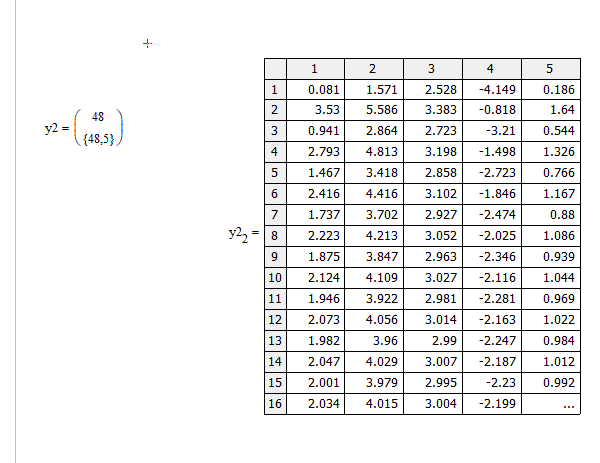 1 2 3 4 5
1 0.081 1.571 2.528 -4.149 0.186
2 3.53 5.586 3.383 -0.818 1.64
48
y2 =
{48,5}
3 0.941 2.864 2.723 -3.21 0.544
4 2.793 4.813 3.198 -1.498 1.326
5 1.467 3.418 2.858 -2.723 0.766
6 2.416 4.416 3.102 -1.846 1.167
7 1.737 3.702 2.927 -2.474 0.88
y2₂ = 8 2.223 4.213 3.052 -2.025 1.086
9 1.875 3.847 2.963 -2.346 0.939
10 2.124 4.109 3.027 -2.116 1.044
11 1.946 3.922 2.981 -2.281 0.969
12 2.073 4.056 3.014 -2.163 1.022
13 1.982 3.96 2.99 -2.247 0.984
14 2.047 4.029 3.007 -2.187 1.012
15 2.001 3.979 2.995 -2.23 0.992
16 2.034 4.015 3.004 -2.199 ...